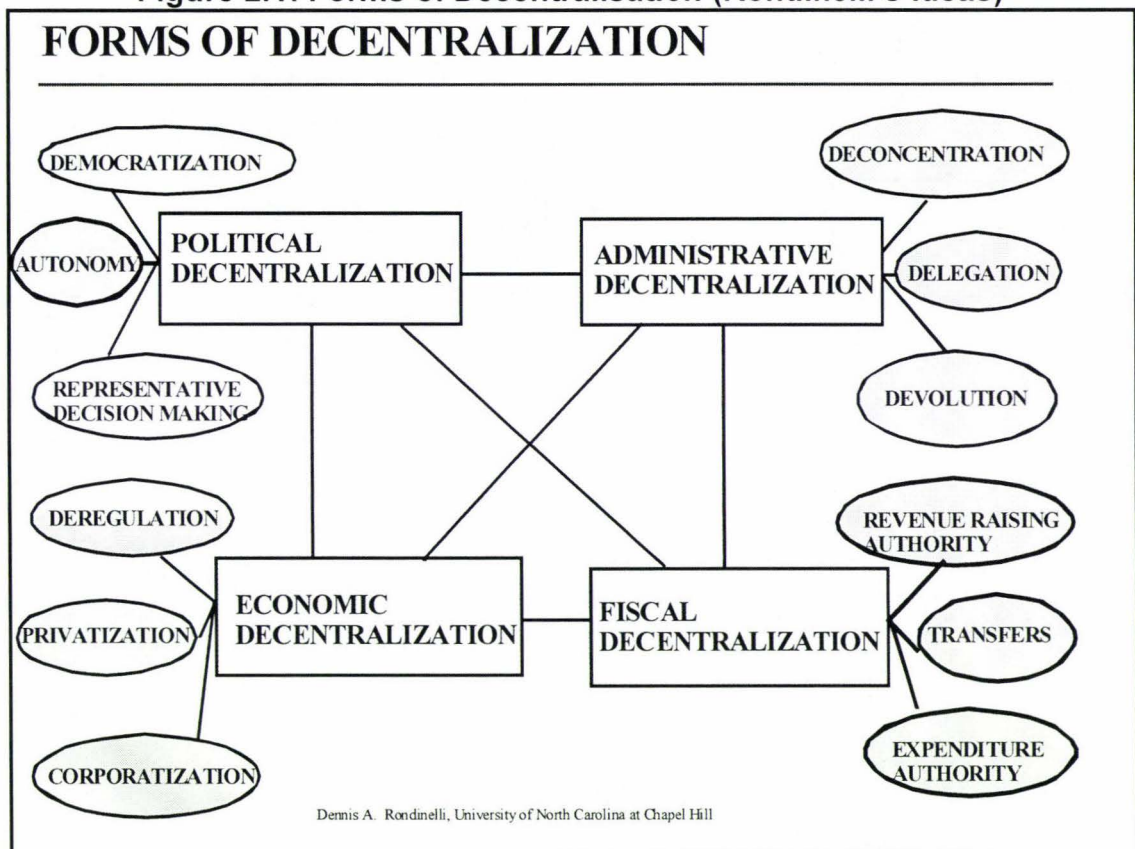 FORMS OF DECENTRALIZATION
DEMOCRATIZATION
AUTONOMY
REPRESENTATIVE
DECISION MAKING
POLITICAL
DECENTRALIZATION
ADMINISTRATIVE
DECENTRALIZATION
DECONCENTRATION
DELEGATION
DEVOLUTION
DEREGULATION
PRIVATIZATION
CORPORATIZATION
ECONOMIC
DECENTRALIZATION
FISCAL
DECENTRALIZATION
REVENUE RAISING
AUTHORITY
TRANSFERS
EXPENDITURE
AUTHORITY
Dennis A. Rondinelli, University of North Carolina at Chapel Hill